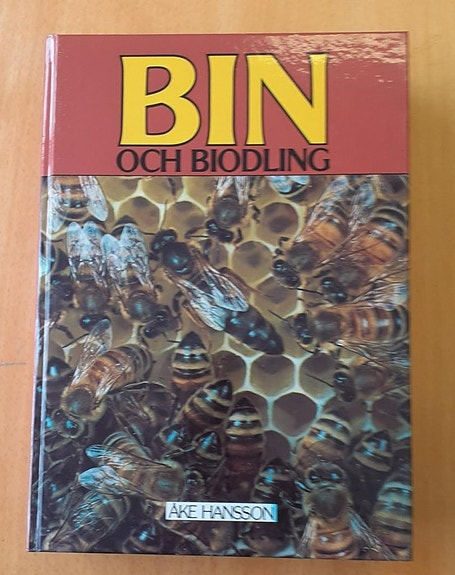 BIN
OCH BIODLING
ÅKE HANSSON